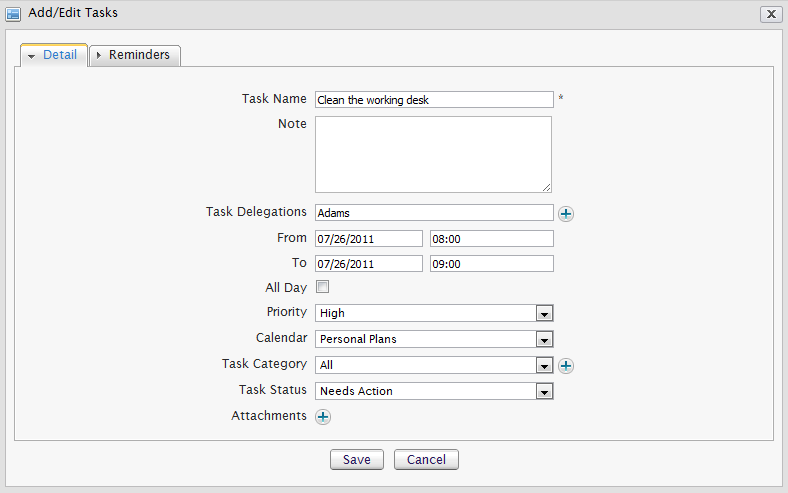 Add/Edit Tasks
Detail Reminders
Task Name Clean the working desk *
Note
Task Delegations Adams
From 07/26/2011 08:00
To 07/26/2011 09:00
All Day
Priority High
Calendar Personal Plans
Task Category All
Task Status Needs Action
Attachments
Save Cancel